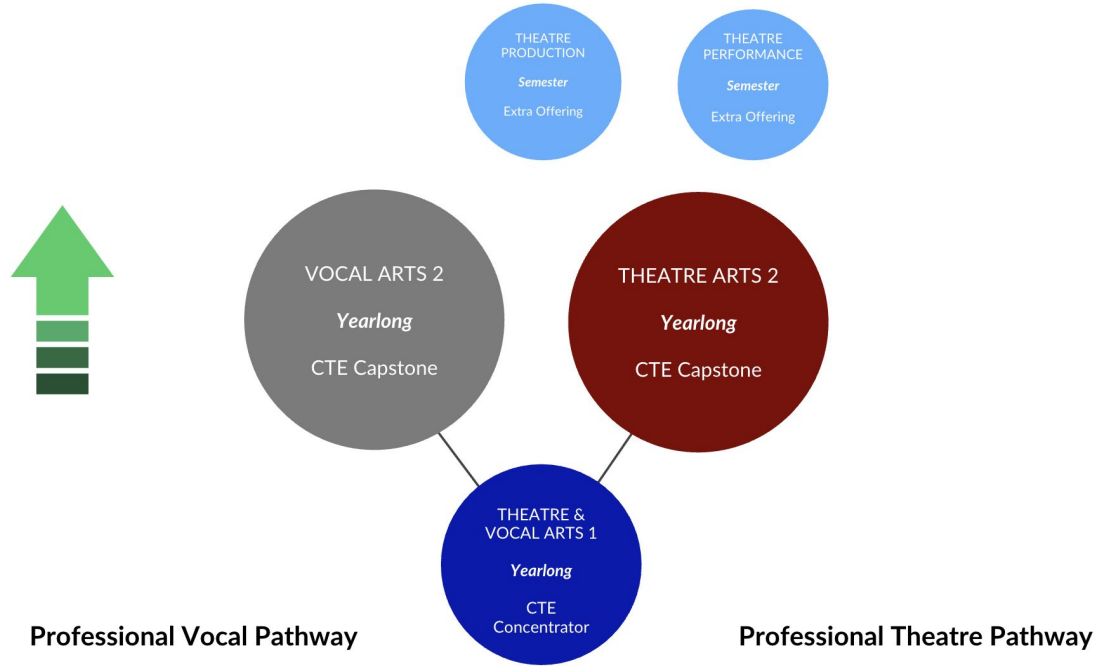 THEATRE
PRODUCTION
Semester
Extra Offering
THEATRE
PERFORMANCE
Semester
Extra Offering
VOCAL ARTS 2
Yearlong
CTE Capstone
THEATRE ARTS 2
Yearlong
CTE Capstone
THEATRE &
VOCAL ARTS 1
Yearlong
CTE
Concentrator
Professional Vocal Pathway
Professional Theatre Pathway